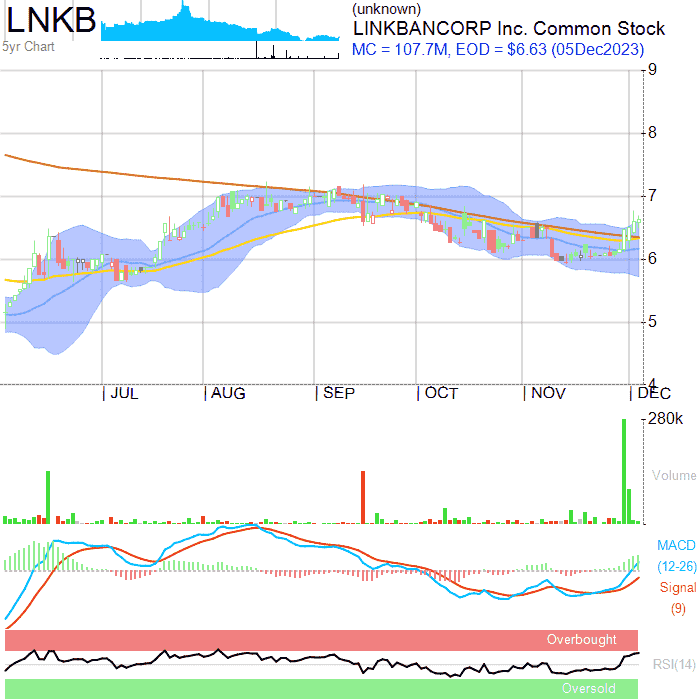 LNKB
5yr Chart
(unknown)
LINKBANCORP Inc. Common Stock
MC = 107.7M, EOD = $6.63 (05Dec2023)
9
8
7
6
5
4
JUL
AUG
SEP
OCT
NOV
DEC
280k
Volume
MACD
(12-26)
Signal
(9)
Overbought
RSI(14)
Oversold